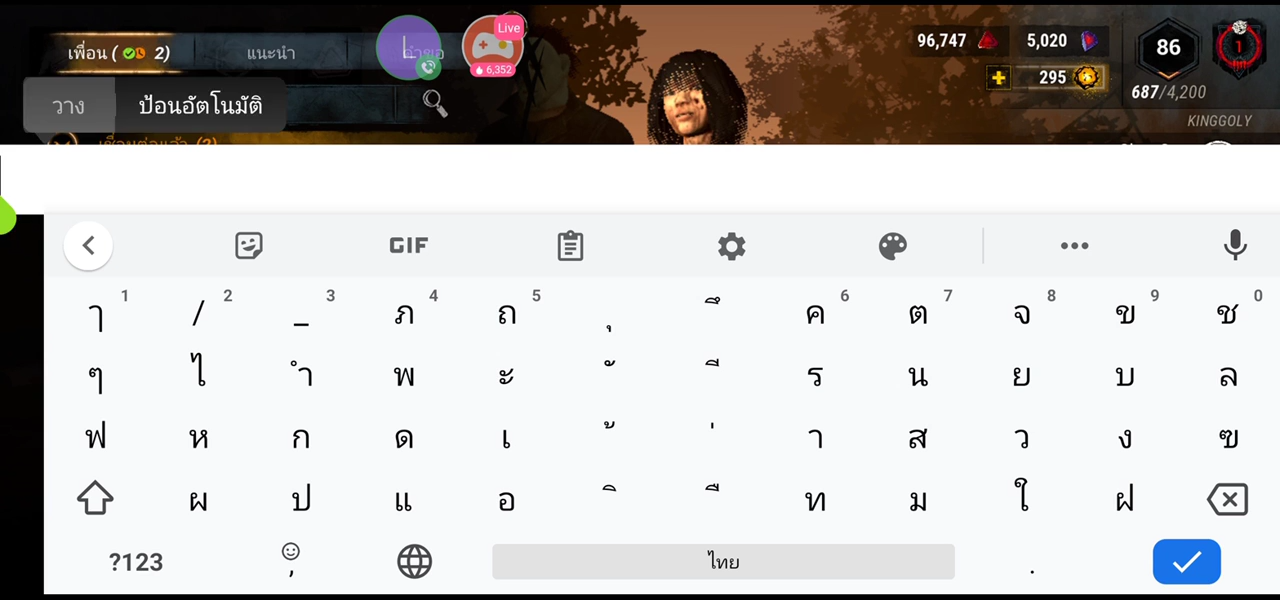 เพื่อน ( 2)
แนะนำ
L
Live
6,352
96,747
5,020
295
86
1
687/4,200
KINGGOLY
วาง
ป้อนอัตโนมัติ
GIF
ๅ 1 / 2 _ 3 ภ 4 ถ 5 ุ ึ ค 6 ต 7 จ 8 ข 9 ช 0
ๆ ไ ำ พ ะ ั ี ร น ย บ ล
ฟ ห ก ด เ ้ ่ า ส ว ง ฃ
ผ ป แ อ ิ ื ท ม ใ ฝ
?123 , ไทย .